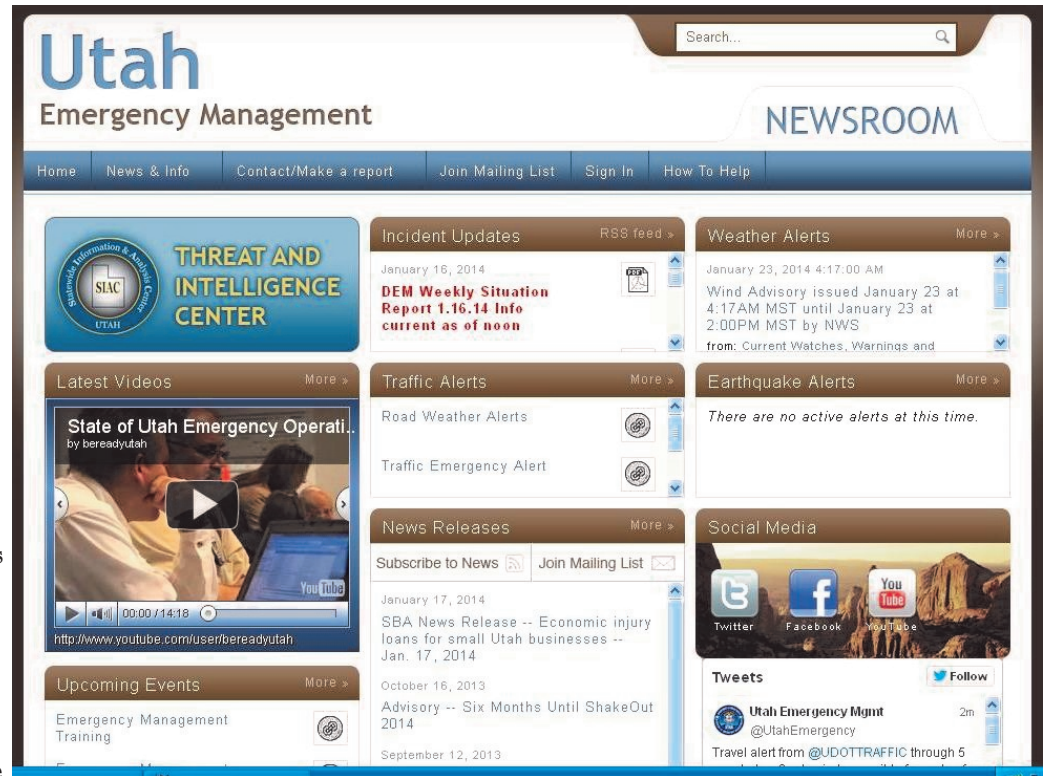 Search...
Utah
Emergency Management
NEWSROOM
Home News & Info Contact/Make a report Join Mailing List Sign In How To Help
Statewide Information & Analysis Center
SIAC
UTAH
THREAT AND
INTELLIGENCE
CENTER
Incident Updates RSS feed »
January 16, 2014
DEM Weekly Situation
Report 1.16.14 Info
current as of noon
PDF
Weather Alerts More »
January 23, 2014 4:17:00 AM
Wind Advisory issued January 23 at
4:17AM MST until January 23 at
2:00PM MST by NWS
from: Current Watches, Warnings and
Latest Videos More »
State of Utah Emergency Operati..
by bereadyutah
YouTube
00:00 / 14:18
http://www.youtube.com/user/bereadyutah
Traffic Alerts More »
Road Weather Alerts
Traffic Emergency Alert
Earthquake Alerts More »
There are no active alerts at this time.
News Releases More »
Subscribe to News Join Mailing List
January 17, 2014
SBA News Release -- Economic injury
loans for small Utah businesses --
Jan. 17, 2014
October 16, 2013
Advisory -- Six Months Until ShakeOut
2014
September 12, 2013
Social Media
You
Tube
Twitter Facebook YouTube
Tweets Follow
Utah Emergency Mgmt 2m
@UtahEmergency
Travel alert from @UDOTTRAFFIC through 5
Upcoming Events More »
Emergency Management
Training
s
e